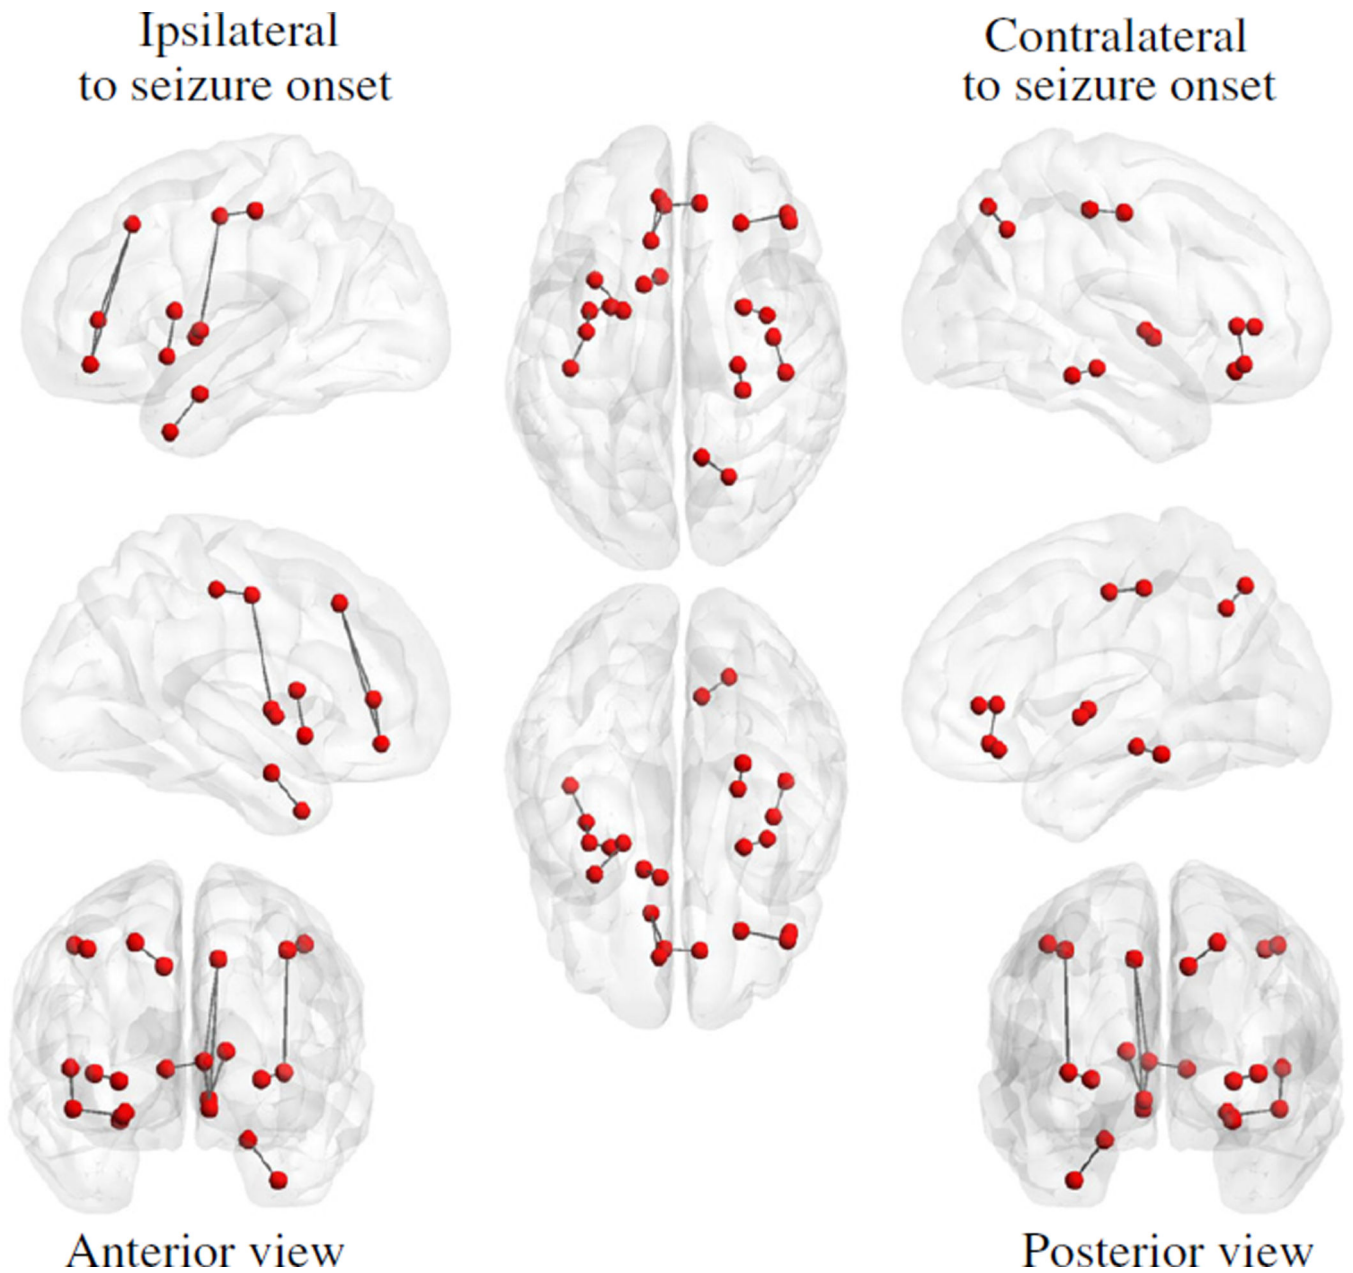 Ipsilateral
to seizure onset
Contralateral
to seizure onset
Anterior view
Posterior view